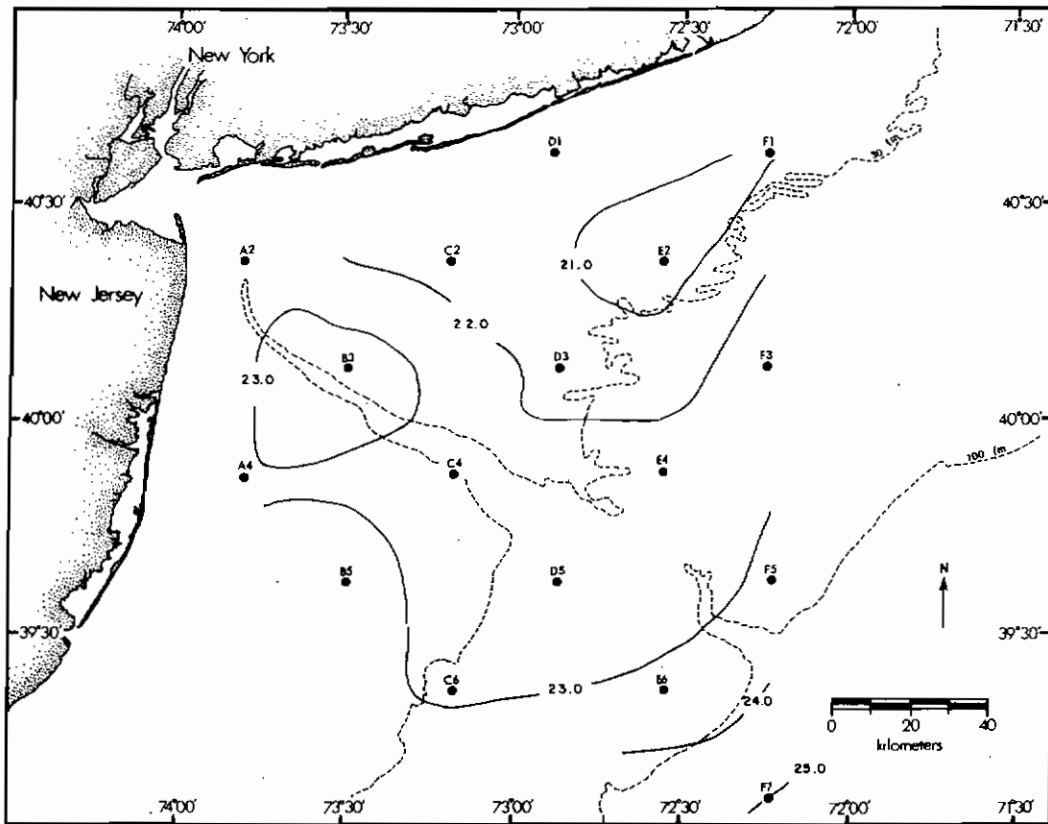 74°00'
73°30'
73°00'
72°30'
72°00'
71°30'
New York
D1
F1
30 fm
40°30'
40°30'
A2
C2
E2
21.0
New Jersey
22.0
B3
D3
F3
23.0
40°00'
40°00'
100 fm
A4
C4
E4
B5
D5
F5
N
39°30'
39°30'
C6
23.0
E6
24.0
0 20 40
kilometers
25.0
F7
74°00'
73°30'
73°00'
72°30'
72°00'
71°30'